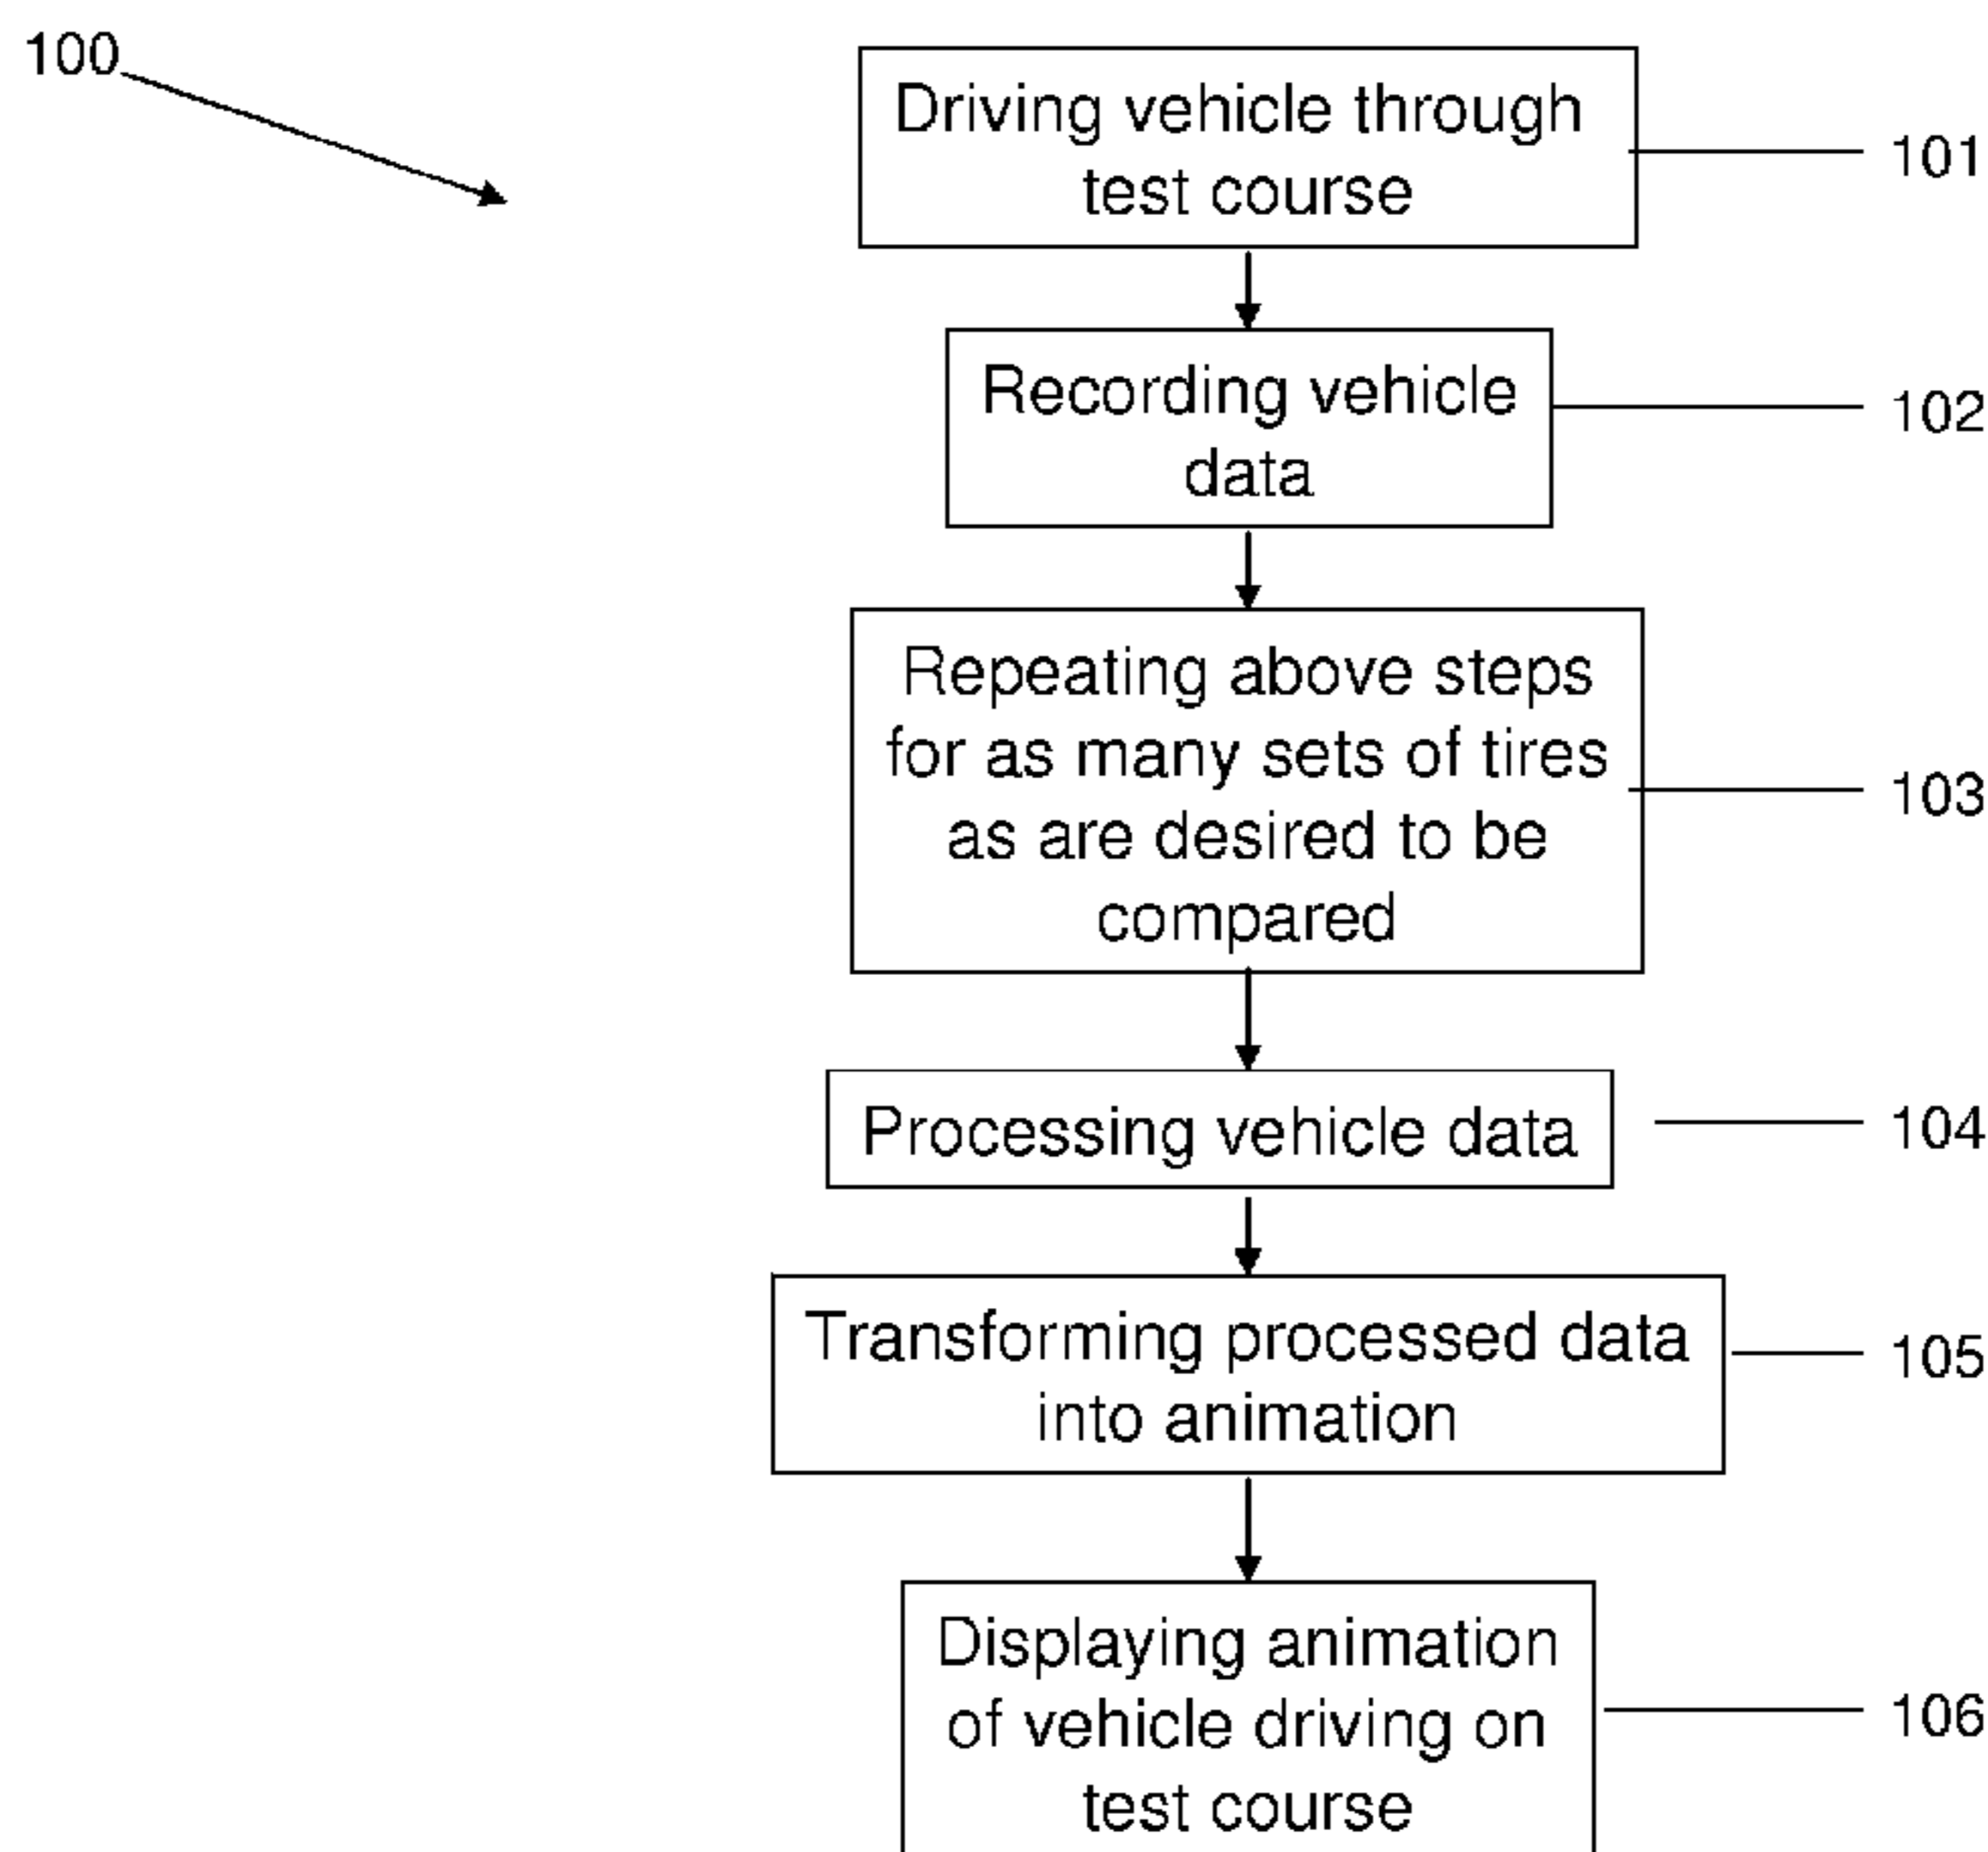 100
Driving vehicle through
test course
101
Recording vehicle
data
102
Repeating above steps
for as many sets of tires
as are desired to be
compared
103
Processing vehicle data
104
Transforming processed data
into animation
105
Displaying animation
of vehicle driving on
test course
106